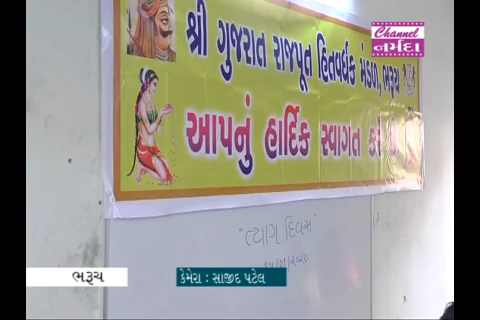 Channel
નર્મદા
શ્રી ગુજરાત રાજપૂત હિતવર્ધક મંડળ, ભરૂચ
આપનું હાર્દિક સ્વાગત કરે
"ત્યાગ દિવસ"
ભરૂચ
કેમેરા : સાજીદ પટેલ